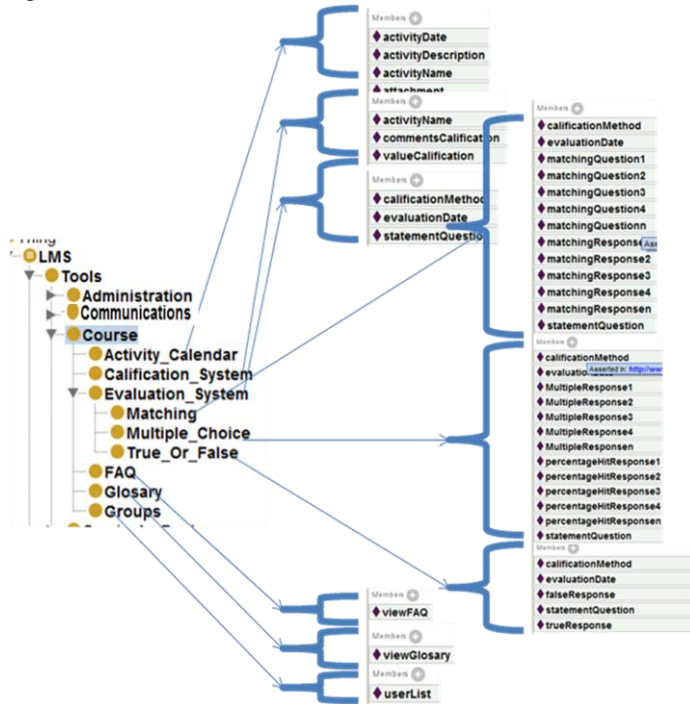 LMS
Tools
Administration
Communications
Course
Activity_Calendar
Calification_System
Evaluation_System
Matching
Multiple_Choice
True_Or_False
FAQ
Glosary
Groups
Members
activityDate
activityDescription
activityName
attachment
Members
activityName
commentsCalification
valueCalification
Members
calificationMethod
evaluationDate
statementQuestion
Members
viewFAQ
Members
viewGlosary
Members
userList
Members
calificationMethod
evaluationDate
matchingQuestion1
matchingQuestion2
matchingQuestion3
matchingQuestion4
matchingQuestionn
matchingResponse
matchingResponse2
matchingResponse3
matchingResponse4
matchingResponsen
statementQuestion
Members
calificationMethod
Asserted in: http://www
MultipleResponse1
MultipleResponse2
MultipleResponse3
MultipleResponse4
MultipleResponsen
percentageHitResponse1
percentageHitResponse2
percentageHitResponse3
percentageHitResponse4
percentageHitResponsen
statementQuestion
Members
calificationMethod
evaluationDate
falseResponse
statementQuestion
trueResponse